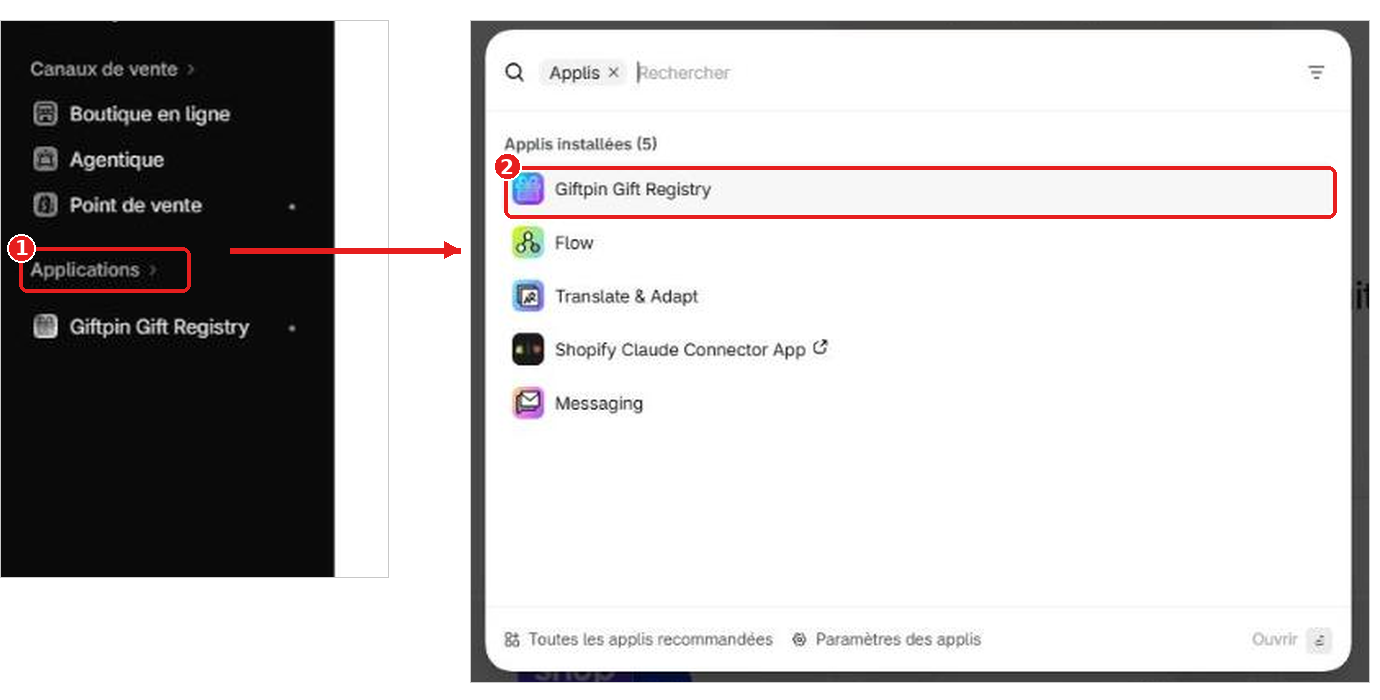 Canaux de vente
Boutique en ligne
Agentique
Point de vente
1
Applications
Giftpin Gift Registry
Applis × Rechercher
Applis installées (5)
2
Giftpin Gift Registry
Flow
Translate & Adapt
Shopify Claude Connector App
Messaging
Toutes les applis recommandées Paramètres des applis Ouvrir
shop